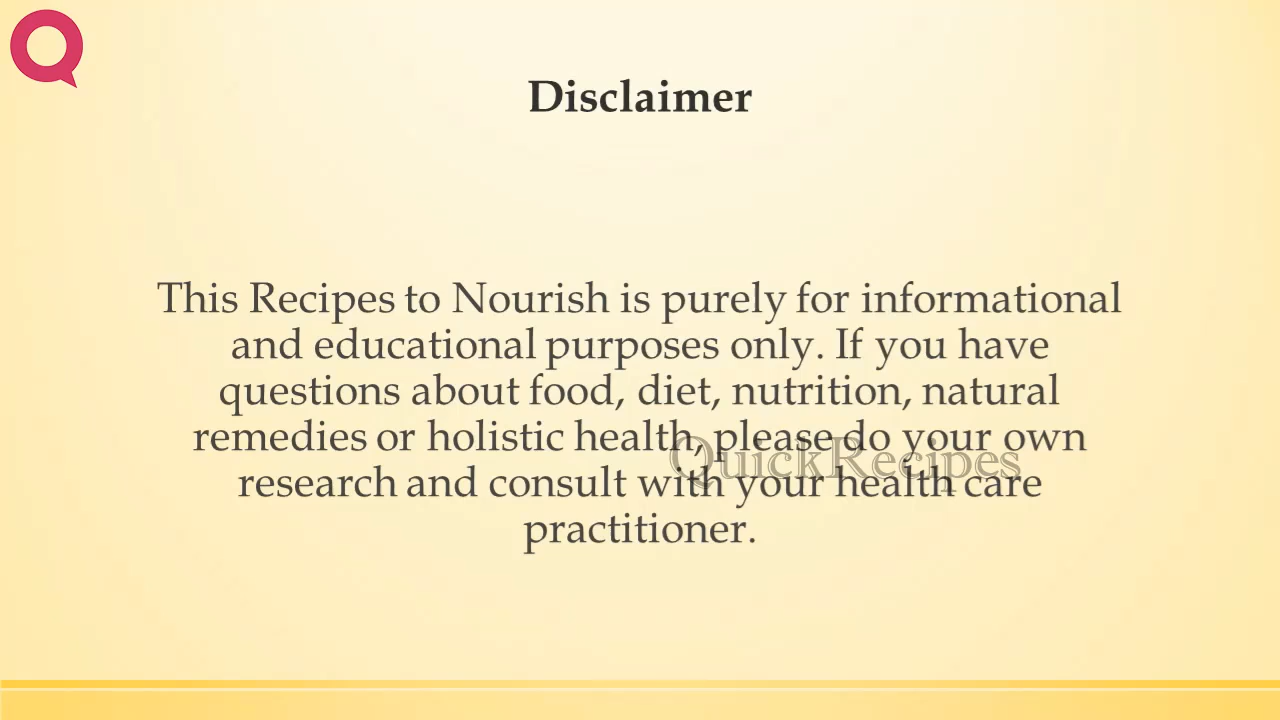 Disclaimer
This Recipes to Nourish is purely for informational
and educational purposes only. If you have
questions about food, diet, nutrition, natural
remedies or holistic health, please do your own
QuickRecipes
research and consult with your health care
practitioner.